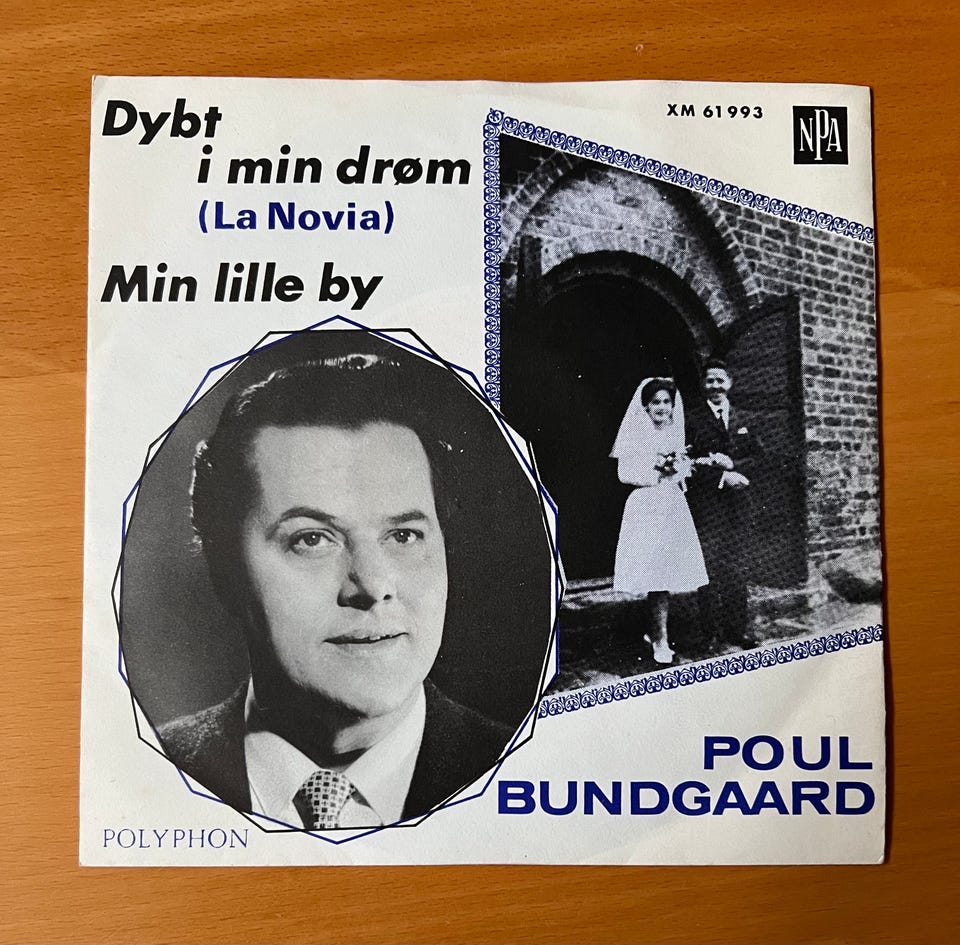 Dybt
i min drøm
(La Novia)
Min lille by
XM 61993
NPA
POUL
BUNDGAARD
POLYPHON